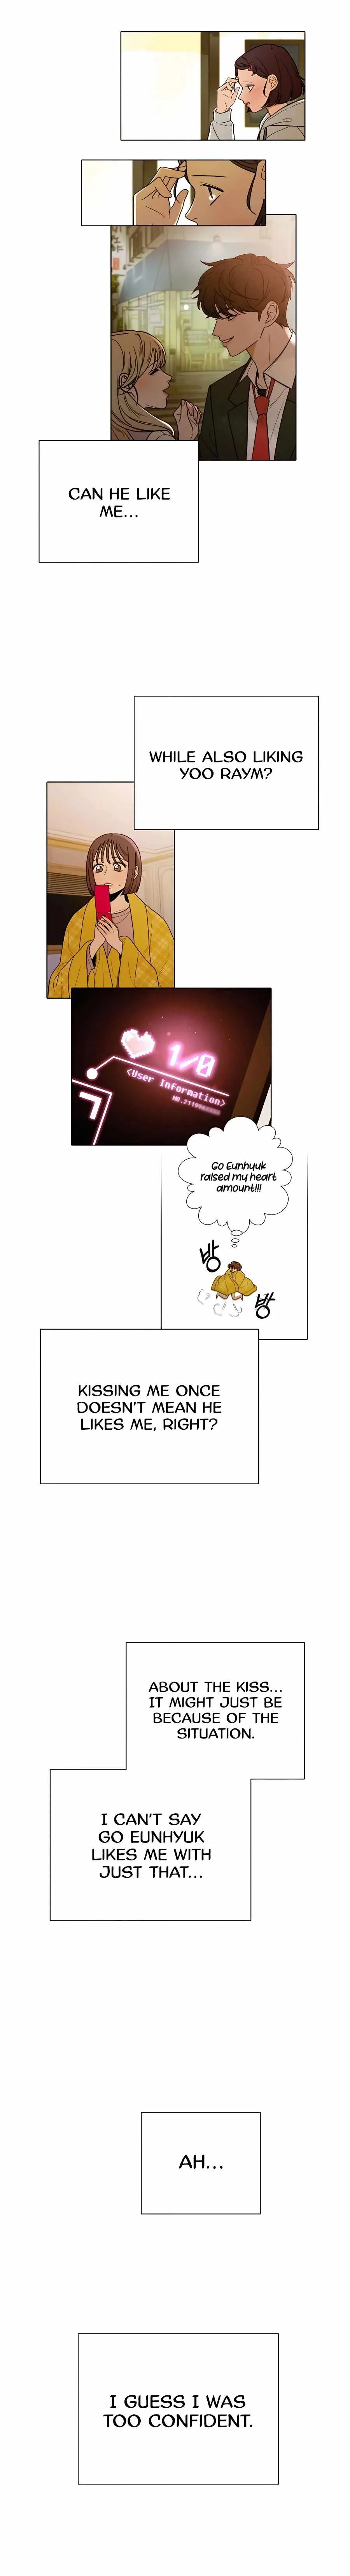 CAN HE LIKE
ME...
WHILE ALSO LIKING
YOO RAYM?
1/0
<User Information>
Go Eunhyuk
raised my heart
amount!!!
방
방
KISSING ME ONCE
DOESN'T MEAN HE
LIKES ME, RIGHT?
ABOUT THE KISS...
IT MIGHT JUST BE
BECAUSE OF THE
SITUATION.
I CAN'T SAY
GO EUNHYUK
LIKES ME WITH
JUST THAT...
AH...
I GUESS I WAS
TOO CONFIDENT.